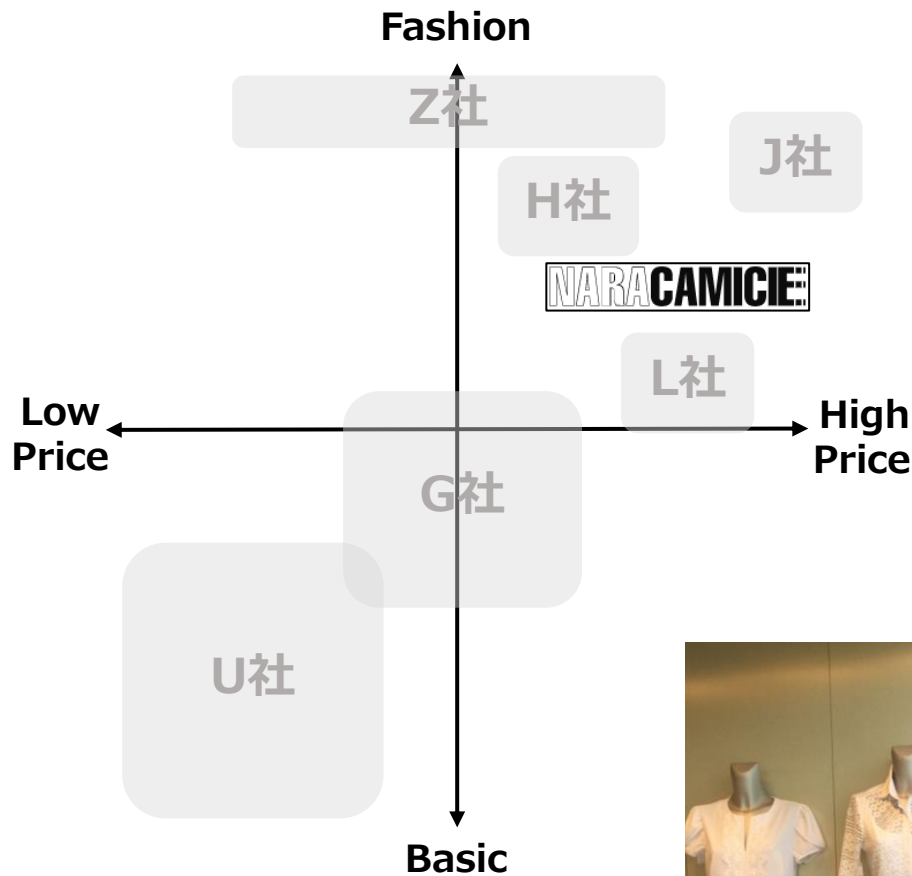 Fashion
Z社
J社
H社
NARACAMICIE
L社
Low
Price
High
Price
G社
U社
Basic